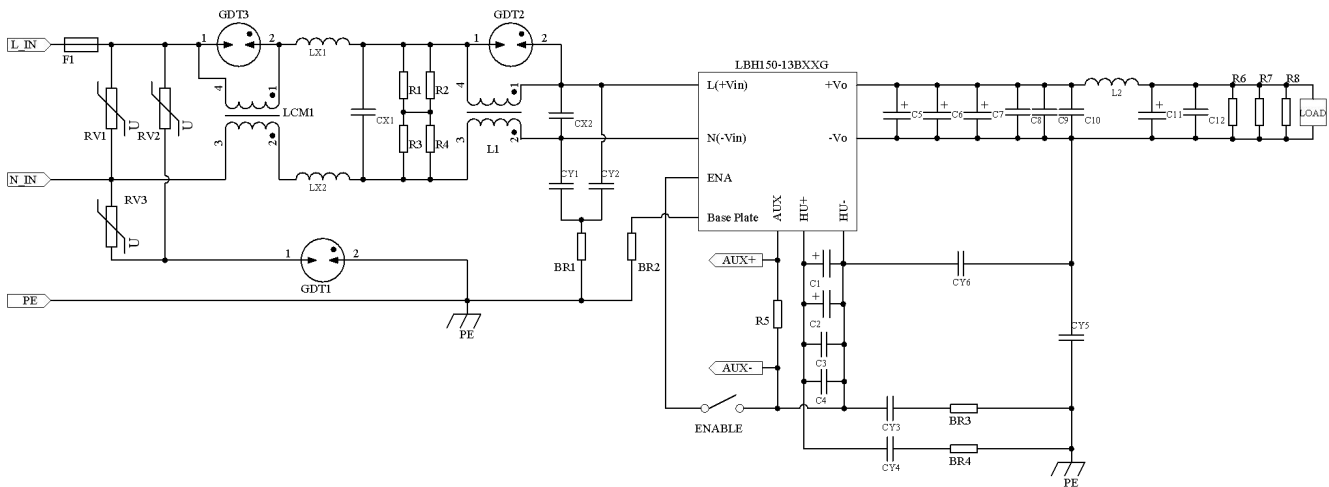 GDT3
GDT2
L_IN
F1
1
2
LX1
1
2
LBH150-13BXXG
4
1
LCM1
R1
R2
4
1
L(+Vin)
+Vo
L2
R6
R7
R8
RV1
U
RV2
U
CX1
CX2
C5
C6
C7
C8
C9
C10
C11
C12
LOAD
3
2
R3
R4
3
2
L1
N(-Vin)
-Vo
N_IN
LX2
CY1
CY2
ENA
RV3
U
Base Plate
AUX
HU+
HU-
1
2
GDT1
BR1
BR2
AUX+
+
C1
CY6
PE
PE
R5
+
C2
CY5
AUX-
C3
C4
ENABLE
CY3
BR3
CY4
BR4
PE
+
+
+
+